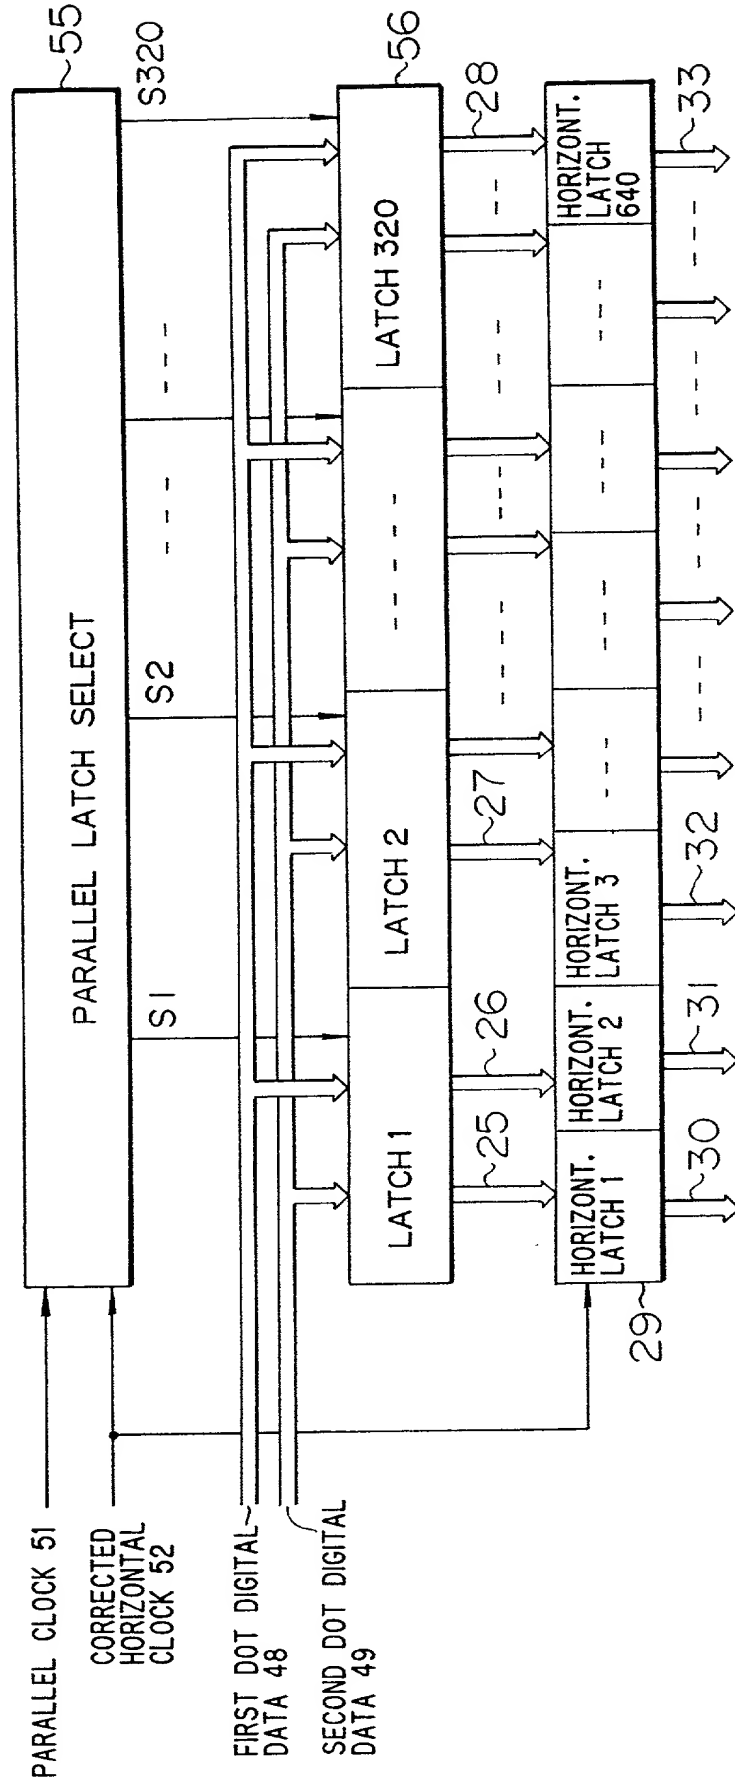 PARALLEL CLOCK 51
CORRECTED
HORIZONTAL
CLOCK 52
FIRST DOT DIGITAL
DATA 48
SECOND DOT DIGITAL
DATA 49
PARALLEL LATCH SELECT
55
S1
S2
S320
LATCH 1
LATCH 2
LATCH 320
56
25
26
27
28
HORIZONT.
LATCH 1
HORIZONT.
LATCH 2
HORIZONT.
LATCH 3
HORIZONT.
LATCH
640
29
30
31
32
33